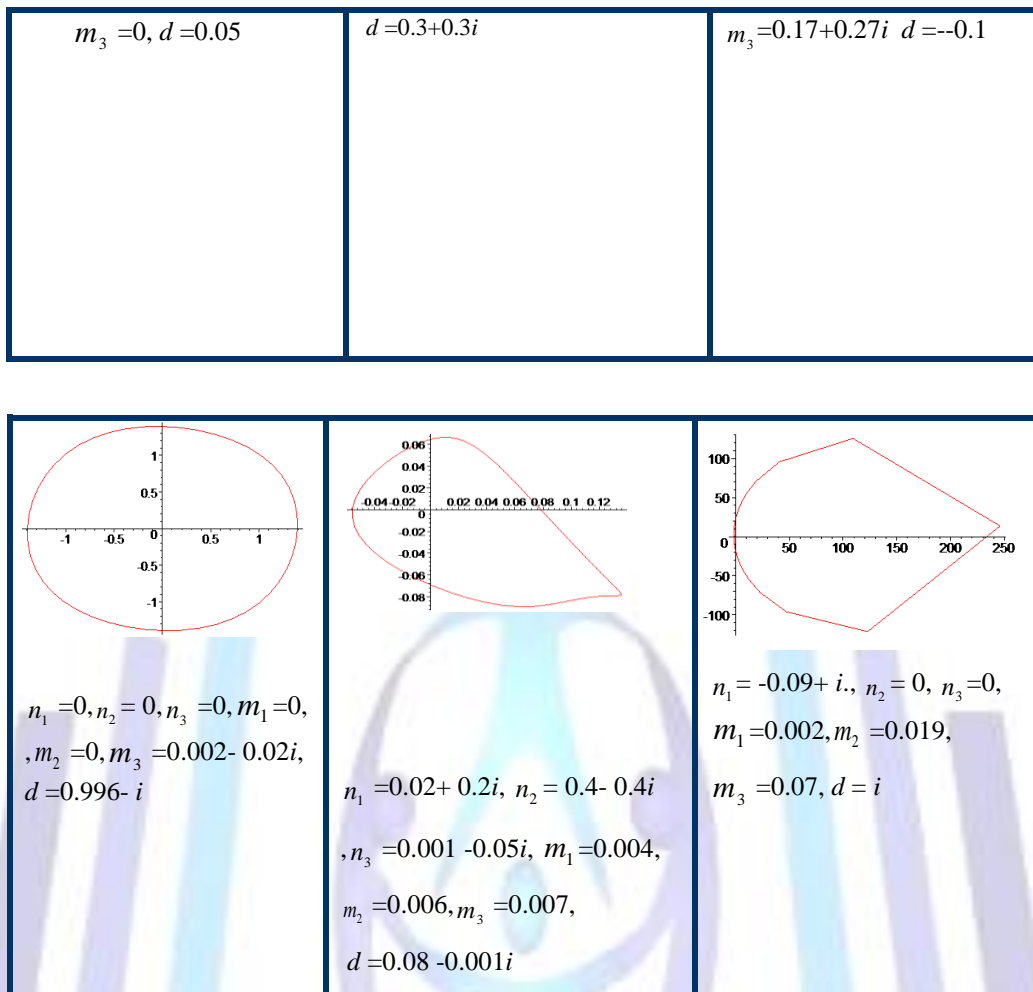 m₃ =0, d =0.05
d =0.3+0.3i
m₃=0.17+0.27i d =--0.1
1
0.5
-1 -0.5 0 0.5 1
-0.5
-1
n₁ =0, n₂ = 0, n₃ =0, m₁ =0,
, m₂ =0, m₃ =0.002- 0.02i,
d =0.996- i
0.06
0.04
0.02
-0.04 -0.02 0 0.02 0.04 0.06 0.08 0.1 0.12
-0.02
-0.04
-0.06
-0.08
n₁ =0.02+ 0.2i, n₂ = 0.4- 0.4i
, n₃ =0.001 -0.05i, m₁ =0.004,
m₂ =0.006, m₃ =0.007,
d =0.08 -0.001i
100
50
0 50 100 150 200 250
-50
-100
n₁ = -0.09+ i., n₂ = 0, n₃ =0,
m₁ =0.002, m₂ =0.019,
m₃ =0.07, d = i